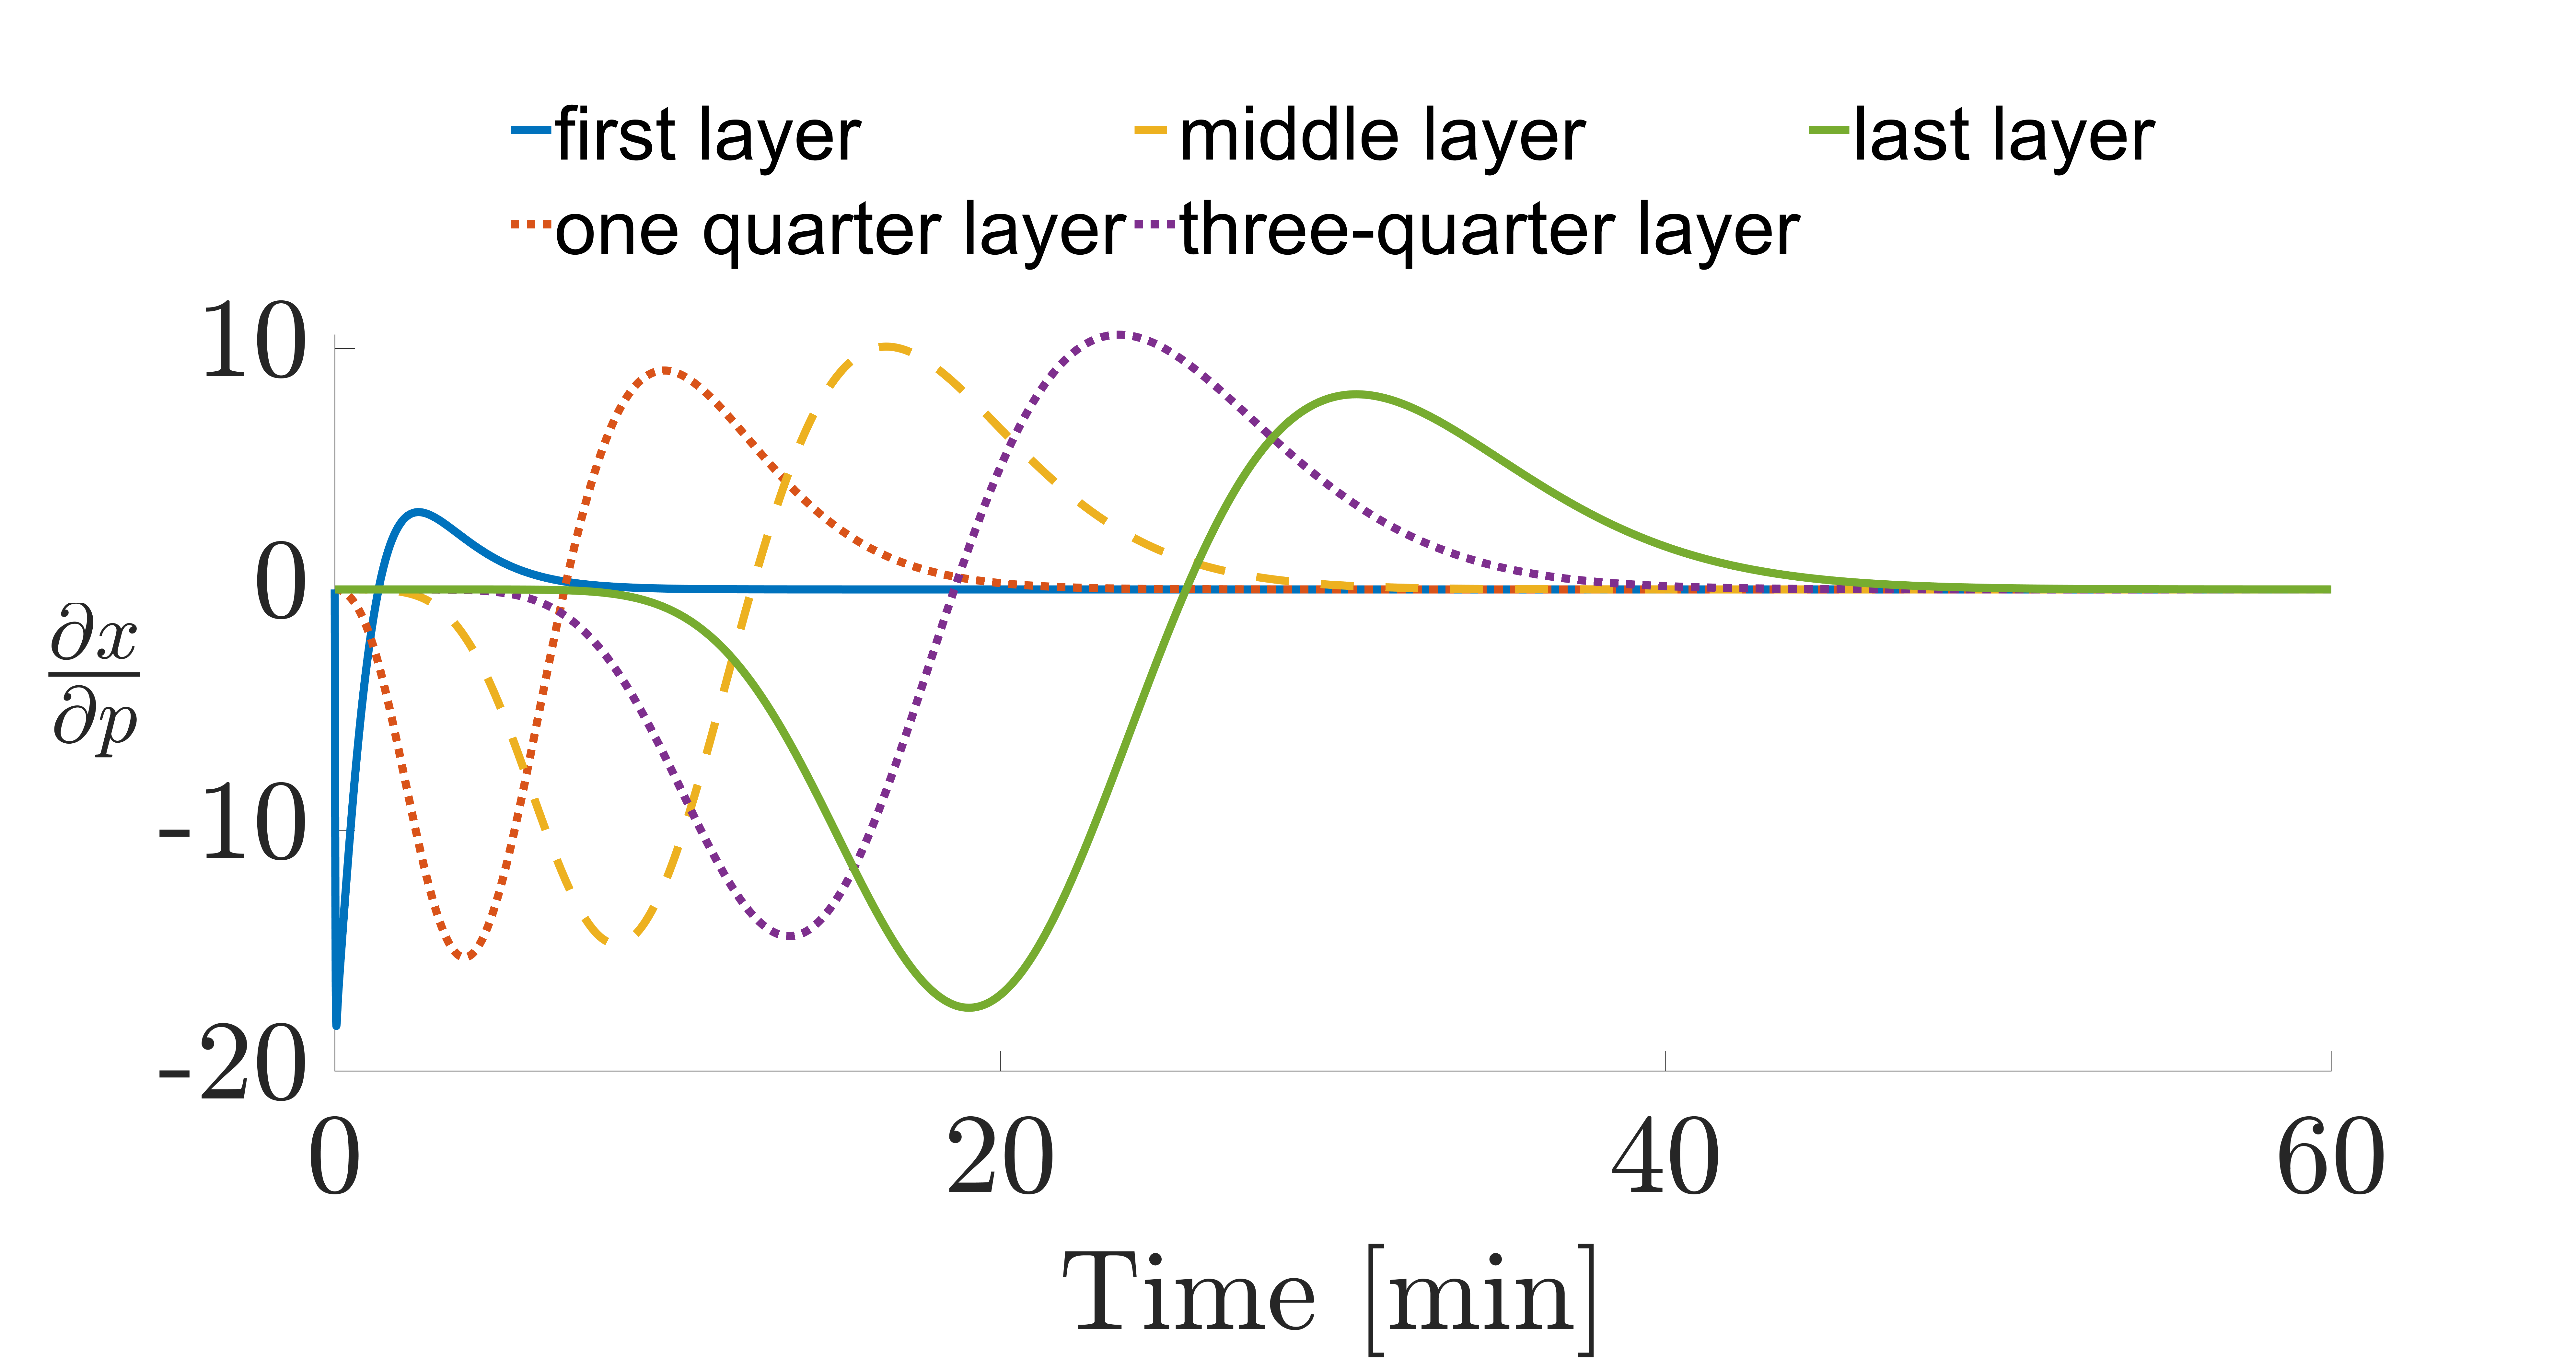 first layer middle layer last layer
one quarter layer three-quarter layer
10
0
∂x
∂p
-10
-20
0 20 40 60
Time [min]